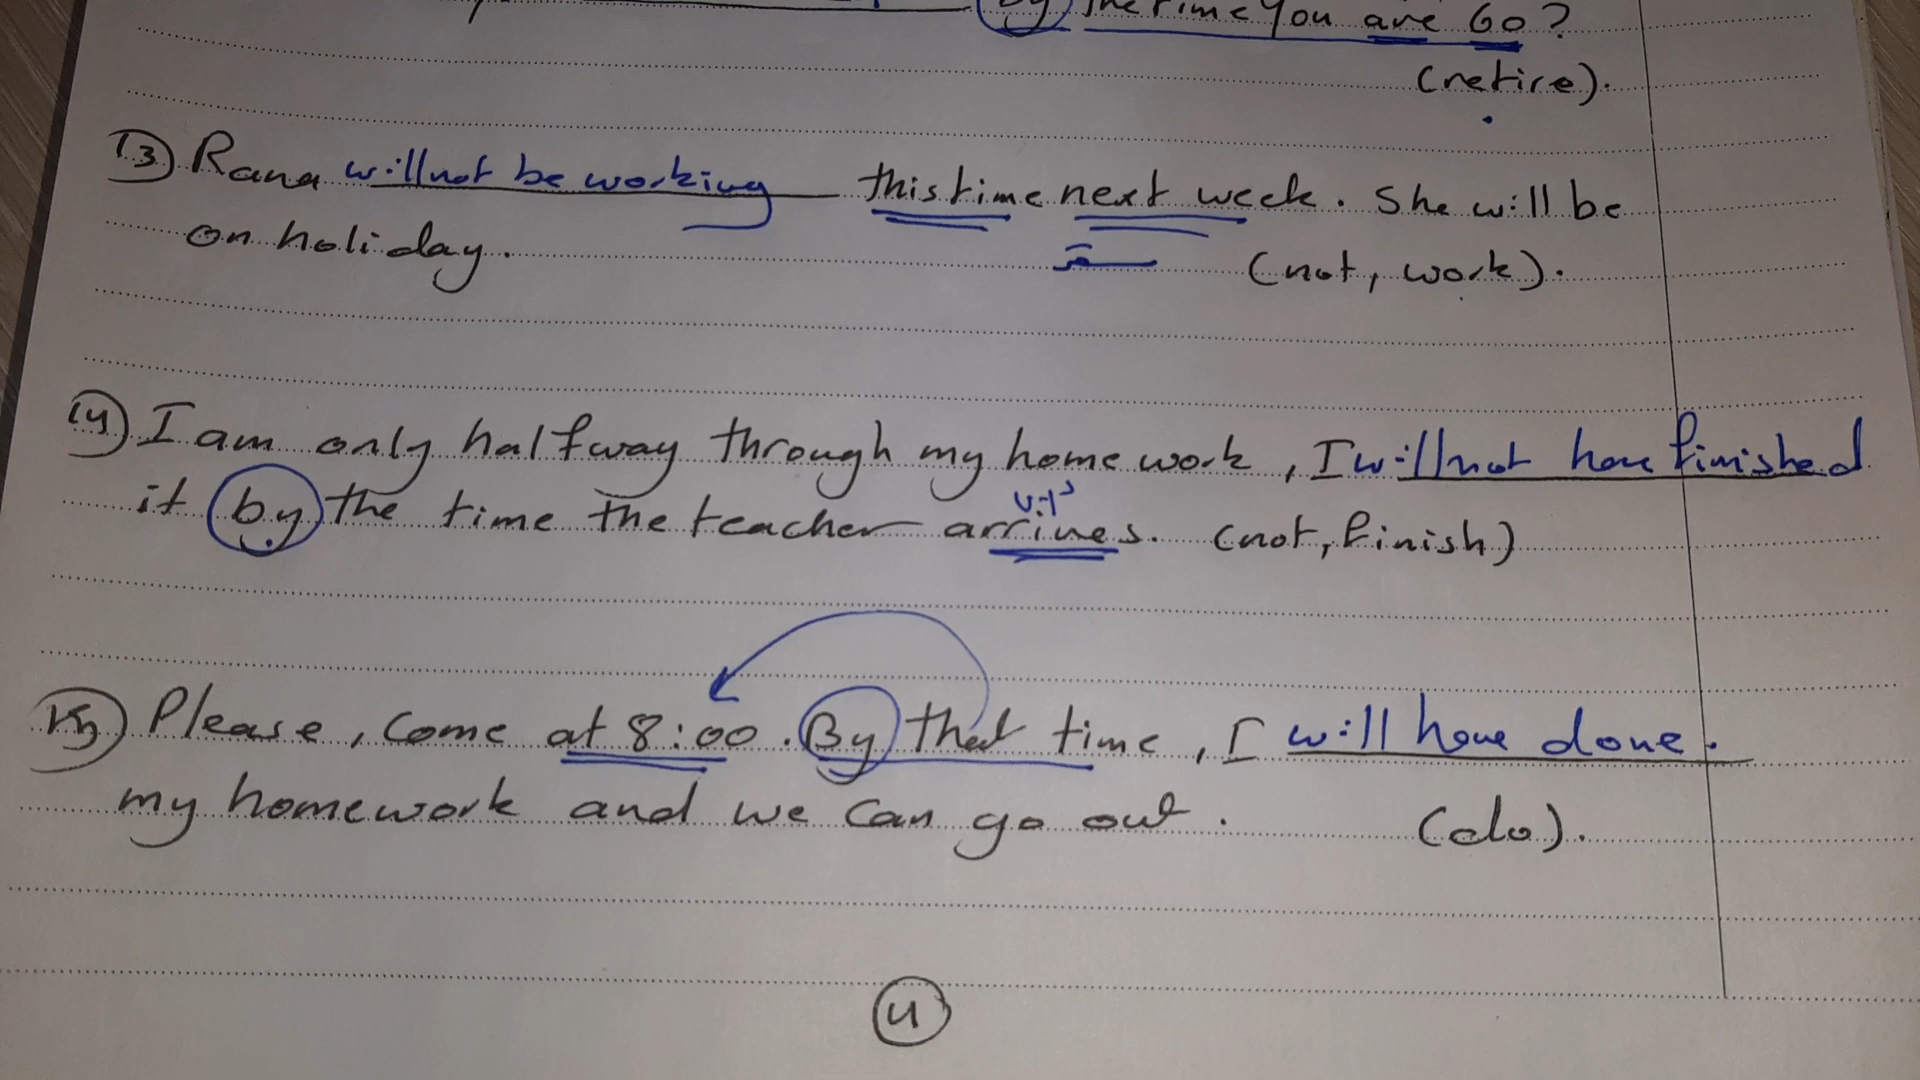 the time you are 60?
(retire).
13 Rana will not be working this time next week. She will be
on holiday. (not, work).
14 I am only halfway through my homework, I will not have finished
it by the time the teacher arrives. (not, finish)
15 Please, come at 8:00. By that time, I will have done.
my homework and we can go out. (do).
4